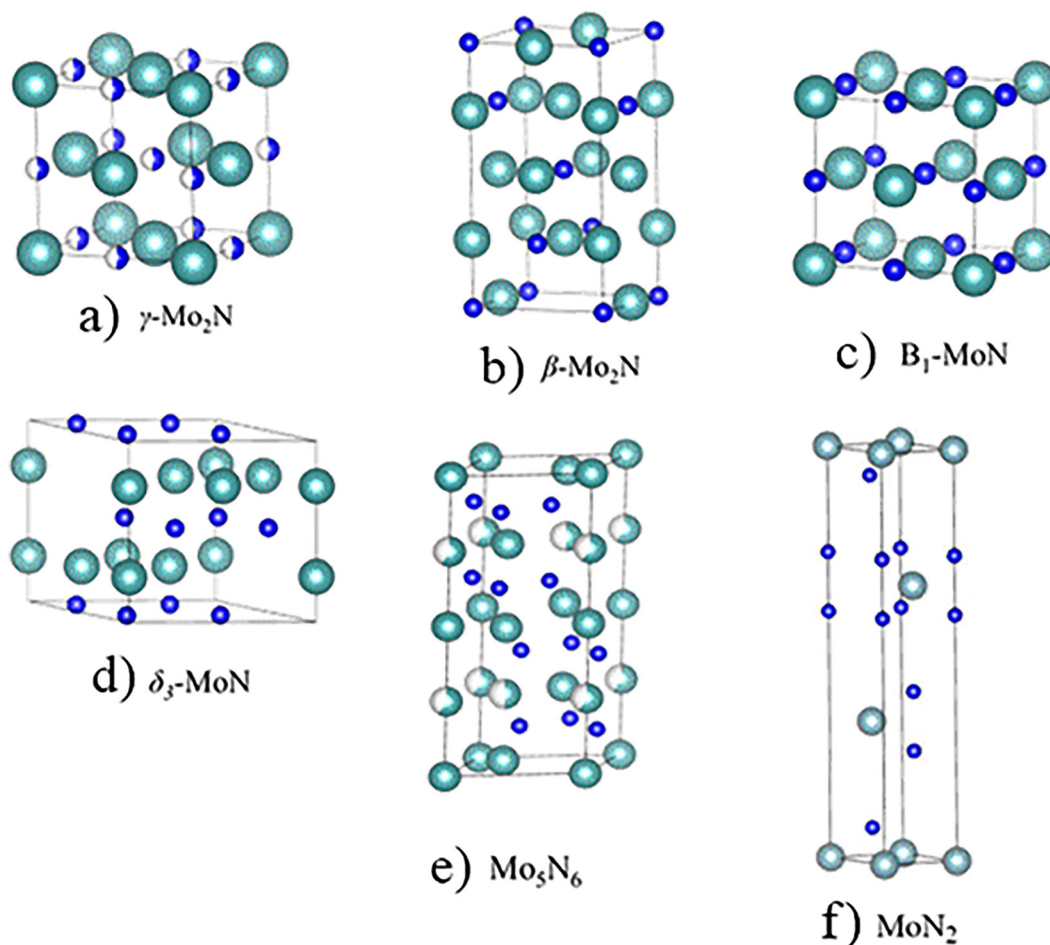 a) γ-Mo₂N
b) β-Mo₂N
c) B₁-MoN
d) δ₃-MoN
e) Mo₅N₆
f) MoN₂